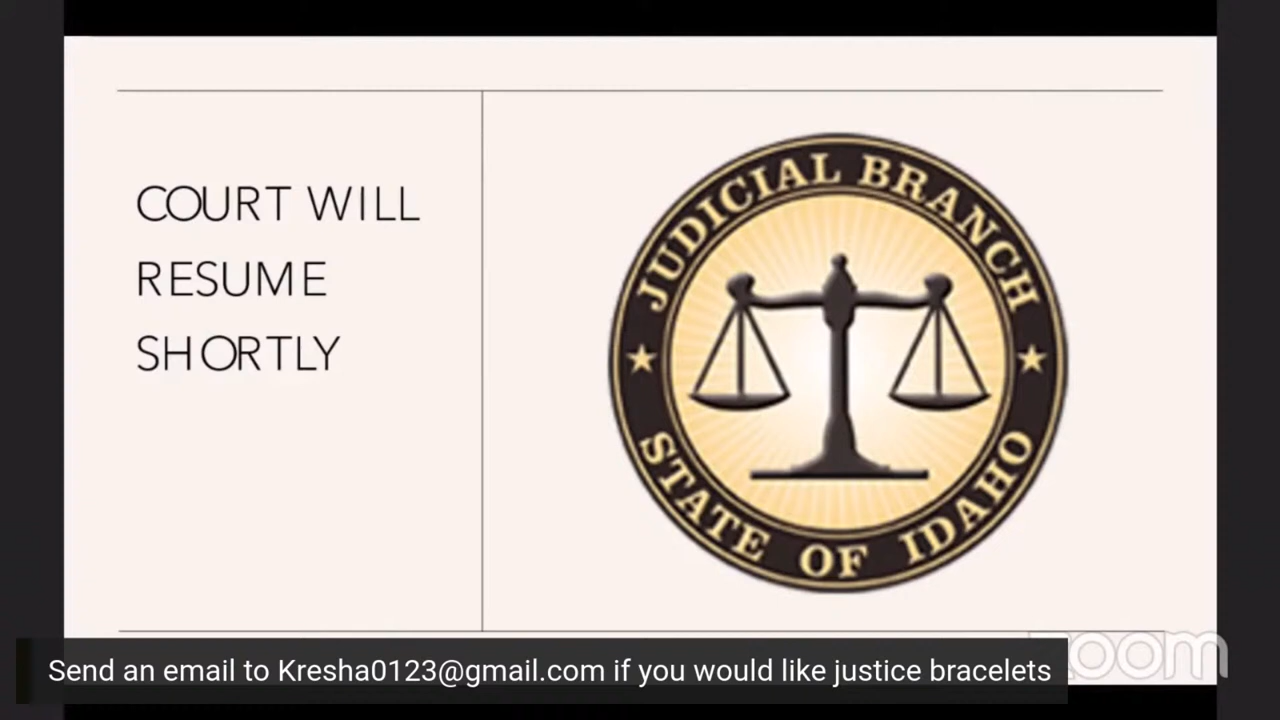 COURT WILL
RESUME
SHORTLY
JUDICIAL BRANCH
STATE OF IDAHO
zoom
Send an email to Kresha0123@gmail.com if you would like justice bracelets